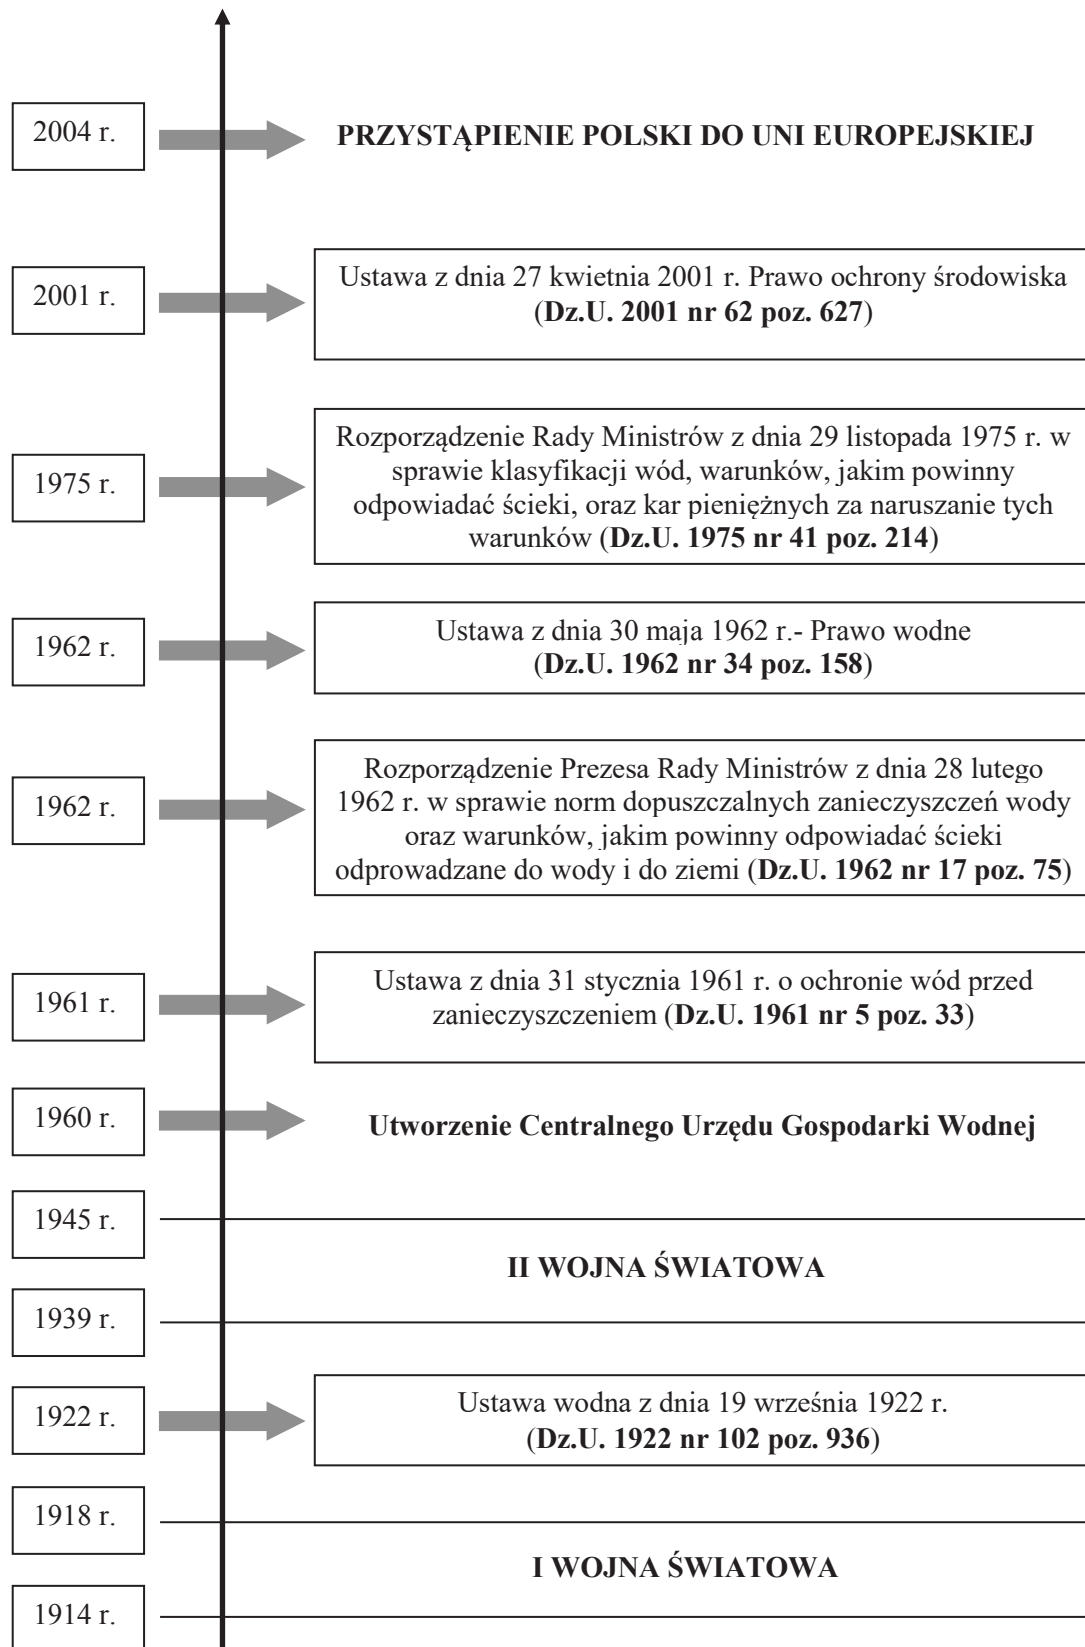 2004 r.
PRZYSTĄPIENIE POLSKI DO UNI EUROPEJSKIEJ
2001 r.
Ustawa z dnia 27 kwietnia 2001 r. Prawo ochrony środowiska
(Dz.U. 2001 nr 62 poz. 627)
1975 r.
Rozporządzenie Rady Ministrów z dnia 29 listopada 1975 r. w
sprawie klasyfikacji wód, warunków, jakim powinny
odpowiadać ścieki, oraz kar pieniężnych za naruszanie tych
warunków (Dz.U. 1975 nr 41 poz. 214)
1962 r.
Ustawa z dnia 30 maja 1962 r.- Prawo wodne
(Dz.U. 1962 nr 34 poz. 158)
1962 r.
Rozporządzenie Prezesa Rady Ministrów z dnia 28 lutego
1962 r. w sprawie norm dopuszczalnych zanieczyszczeń wody
oraz warunków, jakim powinny odpowiadać ścieki
odprowadzane do wody i do ziemi (Dz.U. 1962 nr 17 poz. 75)
1961 r.
Ustawa z dnia 31 stycznia 1961 r. o ochronie wód przed
zanieczyszczeniem (Dz.U. 1961 nr 5 poz. 33)
1960 r.
Utworzenie Centralnego Urzędu Gospodarki Wodnej
1945 r.
II WOJNA ŚWIATOWA
1939 r.
1922 r.
Ustawa wodna z dnia 19 września 1922 r.
(Dz.U. 1922 nr 102 poz. 936)
1918 r.
I WOJNA ŚWIATOWA
1914 r.